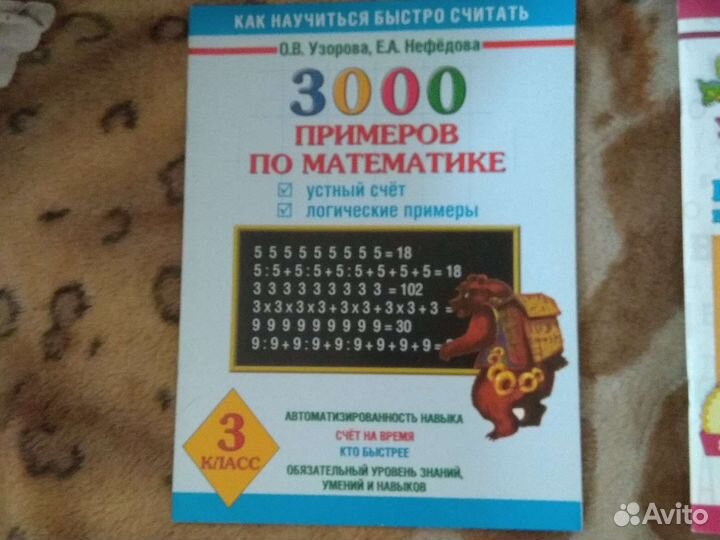 КАК НАУЧИТЬСЯ БЫСТРО СЧИТАТЬ
О.В. Узорова, Е.А. Нефёдова
3000
ПРИМЕРОВ
ПО МАТЕМАТИКЕ
устный счёт
логические примеры
5 5 5 5 5 5 5 5 5 = 18
5 : 5 + 5 : 5 + 5 : 5 + 5 + 5 + 5 = 18
3 3 3 3 3 3 3 3 3 = 102
3 x 3 x 3 x 3 + 3 x 3 + 3 x 3 + 3 =
9 9 9 9 9 9 9 9 9 = 30
9 : 9 + 9 : 9 + 9 : 9 + 9 + 9 + 9 =
3
КЛАСС
АВТОМАТИЗИРОВАННОСТЬ НАВЫКА
СЧЁТ НА ВРЕМЯ
КТО БЫСТРЕЕ
ОБЯЗАТЕЛЬНЫЙ УРОВЕНЬ ЗНАНИЙ,
УМЕНИЙ И НАВЫКОВ
Avito